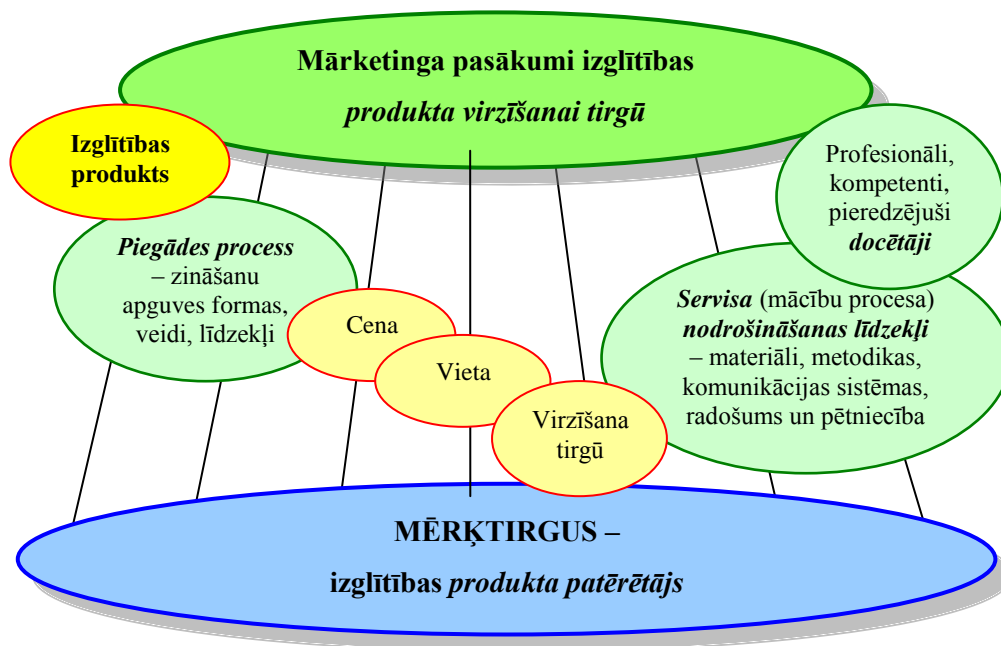 Mārketinga pasākumi izglītības
produkta virzīšanai tirgū
Izglītības
produkts
Profesionāli,
kompetenti,
pieredzējuši
docētāji
Piegādes process
– zināšanu
apguves formas,
veidi, līdzekļi
Cena
Vieta
Virzīšana
tirgū
Servisa (mācību procesa)
nodrošināšanas līdzekļi
– materiāli, metodikas,
komunikācijas sistēmas,
radošums un pētniecība
MĒRĶTIRGUS –
izglītības produkta patērētājs